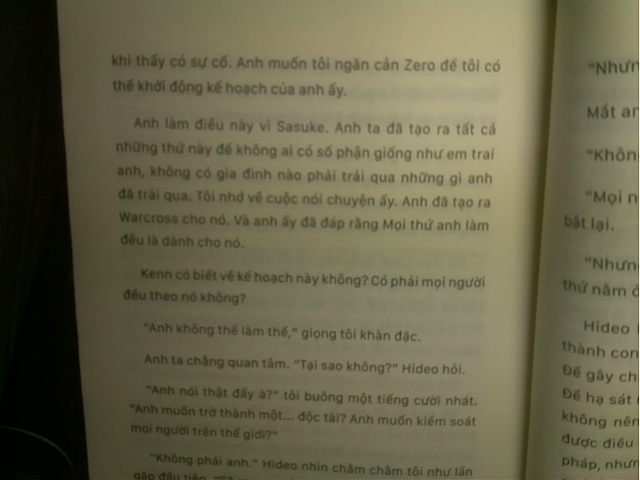 khi thấy có sự cố. Anh muốn tôi ngăn cản Zero để tôi có
thể khởi động kế hoạch của anh ấy.
Anh làm điều này vì Sasuke. Anh ta đã tạo ra tất cả
những thứ này để không ai có số phận giống như em trai
anh, không có gia đình nào phải trải qua những gì anh
đã trải qua. Tôi nhớ về cuộc nói chuyện ấy. Anh đã tạo ra
Warcross cho nó. Và anh ấy đã đáp rằng Mọi thứ anh làm
đều là dành cho nó.
Kenn có biết về kế hoạch này không? Có phải mọi người
đều theo nó không?
"Anh không thể làm thế," giọng tôi khàn đặc.
Anh ta chẳng quan tâm. "Tại sao không?" Hideo hỏi.
"Anh nói thật đấy à?" tôi buông một tiếng cười nhát.
"Anh muốn trở thành một... độc tài? Anh muốn kiểm soát
mọi người trên thế giới?"
"Không phải anh." Hideo nhìn chằm chằm tôi như lần
gặp đầu tiên.
"Nhưn
Mắt an
"Khôn
"Mọi n
bật lại.
"Nhưn
thứ nằm ở
Hideo
thành con
Để gây ch
Để hạ sát
không nên
được điều
pháp, nhưn